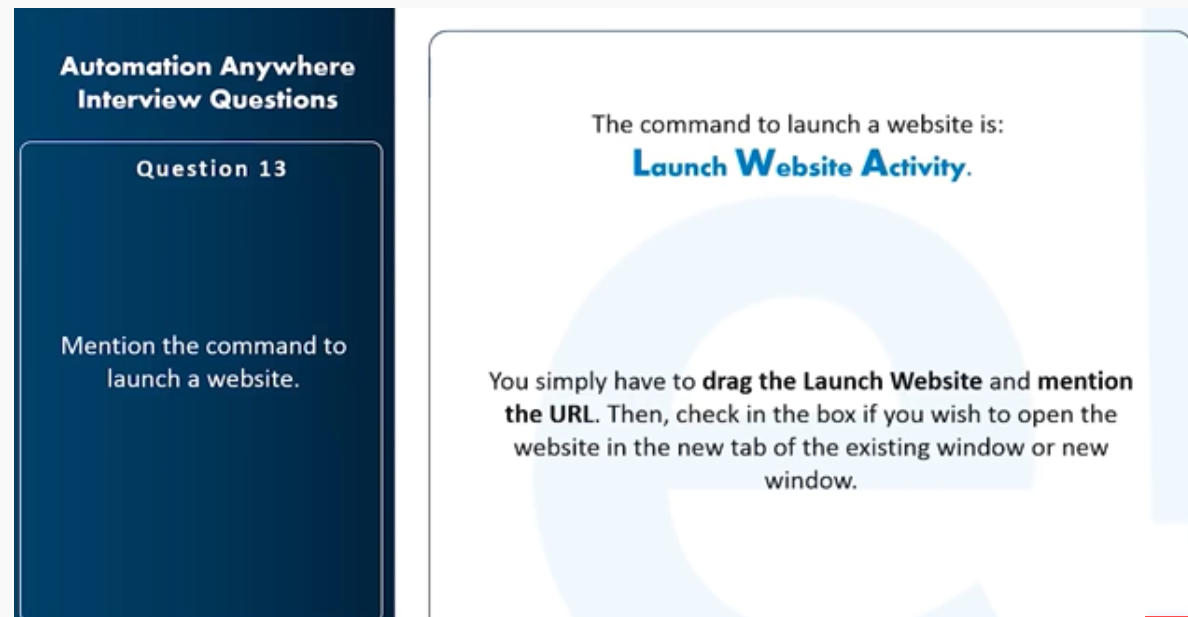 Automation Anywhere
Interview Questions
Question 13
Mention the command to
launch a website.
The command to launch a website is:
Launch Website Activity.
You simply have to drag the Launch Website and mention
the URL. Then, check in the box if you wish to open the
website in the new tab of the existing window or new
window.